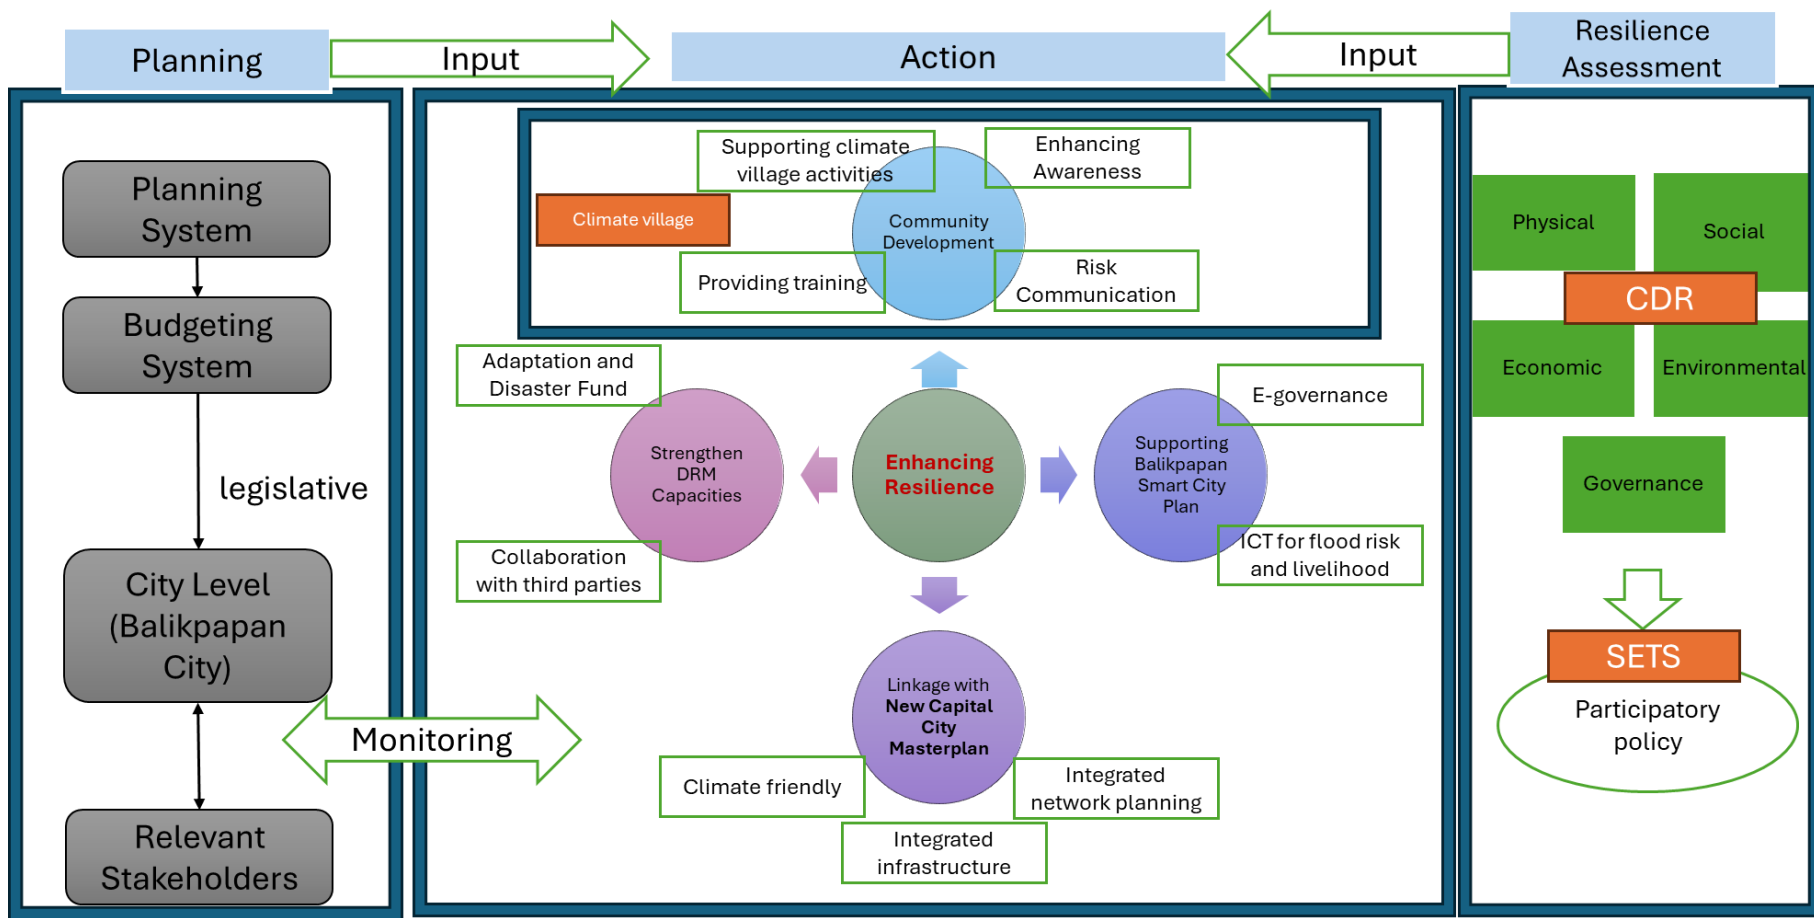 Planning
Input
Action
Input
Resilience
Assessment
Planning
System
Budgeting
System
legislative
City Level
(Balikpapan
City)
Relevant
Stakeholders
Monitoring
Supporting climate
village activities
Enhancing
Awareness
Climate village
Community
Development
Providing training
Risk
Communication
Adaptation and
Disaster Fund
Strengthen
DRM
Capacities
Collaboration
with third parties
Enhancing
Resilience
E-governance
Supporting
Balikpapan
Smart City
Plan
ICT for flood risk
and livelihood
Linkage with
New Capital
City
Masterplan
Climate friendly
Integrated
network planning
Integrated
infrastructure
Physical
Social
CDR
Economic
Environmental
Governance
SETS
Participatory
policy